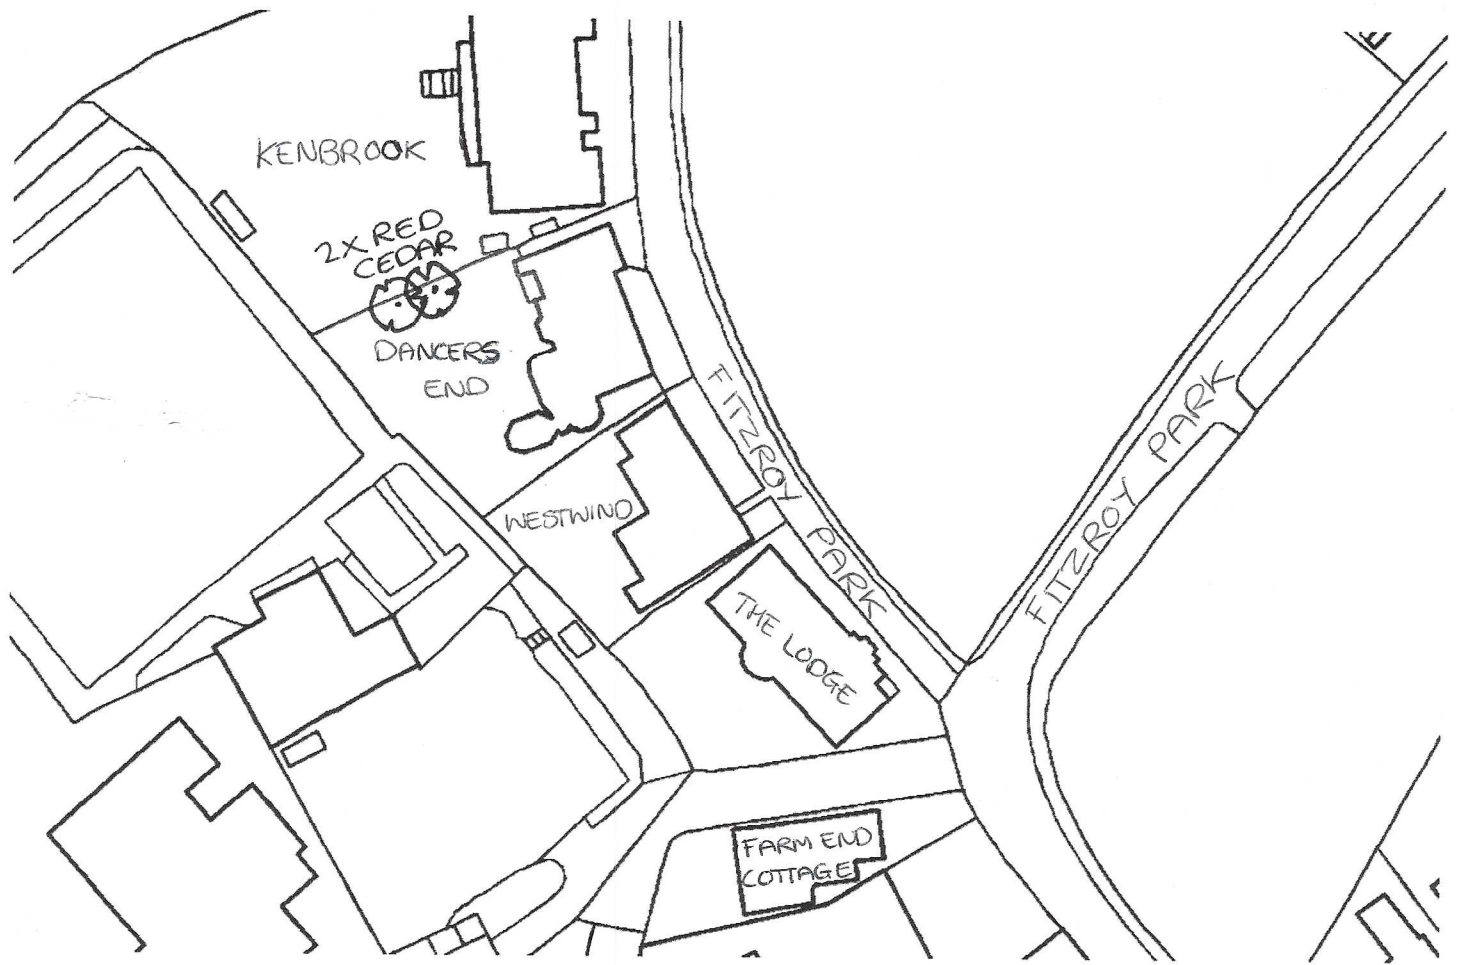 KENBROOK
2X RED
CEDAR
DANCERS
END
FITZROY PARK
FITZROY PARK
WESTWIND
THE LODGE
FARM END
COTTAGE